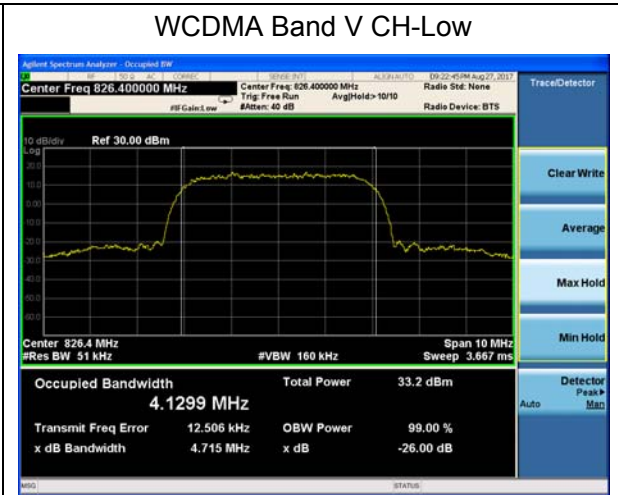 WCDMA Band V CH-Low
Agilent Spectrum Analyzer - Occupied BW
RF 50 Ω AC CORREC SENSE:INT ALIGNAUTO 09:22:45PM Aug 27, 2017
Center Freq 826.400000 MHz Center Freq: 826.400000 MHz Radio Std: None Trace/Detector
Trig: Free Run Avg|Hold:> 10/10
#IFGain:Low #Atten: 40 dB Radio Device: BTS
10 dB/div Ref 30.00 dBm
Log
20.0
Clear Write
0.00
Average
Max Hold
Min Hold
Center 826.4 MHz Span 10 MHz
#Res BW 51 kHz #VBW 160 kHz Sweep 3.667 ms
Occupied Bandwidth Total Power 33.2 dBm
4.1299 MHz
Detector
Peak▶
Auto Man
Transmit Freq Error 12.506 kHz OBW Power 99.00 %
x dB Bandwidth 4.715 MHz x dB -26.00 dB
MSG STATUS